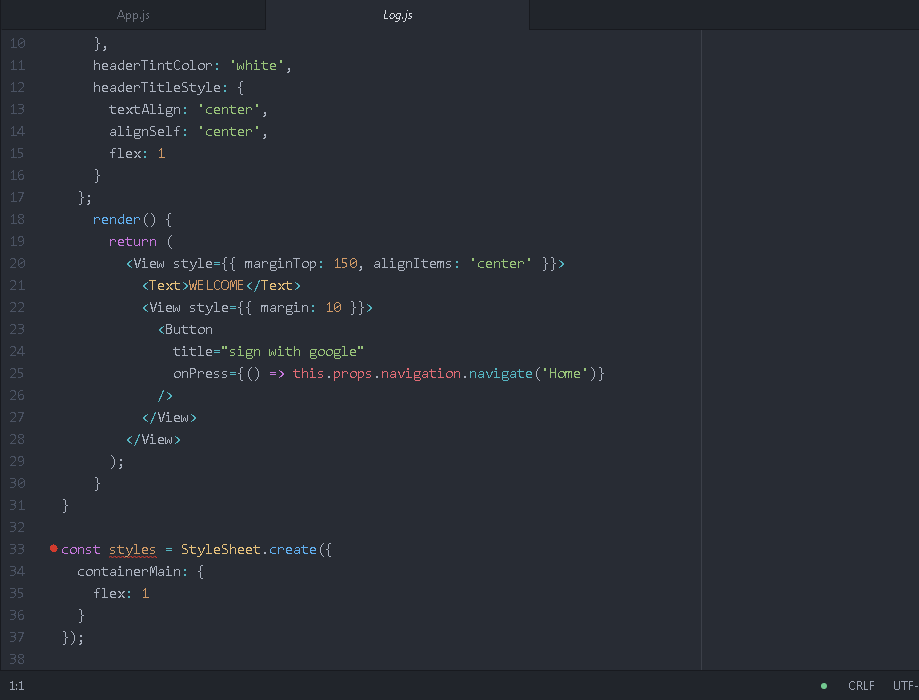 App.js
Log.js
10 },
11 headerTintColor: 'white',
12 headerTitleStyle: {
13 textAlign: 'center',
14 alignSelf: 'center',
15 flex: 1
16 }
17 };
18 render() {
19 return (
20 <View style={{ marginTop: 150, alignItems: 'center' }}>
21 <Text>WELCOME</Text>
22 <View style={{ margin: 10 }}>
23 <Button
24 title="sign with google"
25 onPress={() => this.props.navigation.navigate('Home')}
26 />
27 </View>
28 </View>
29 );
30 }
31 }
32
33 const styles = StyleSheet.create({
34 containerMain: {
35 flex: 1
36 }
37 });
38
1:1 CRLF UTF-